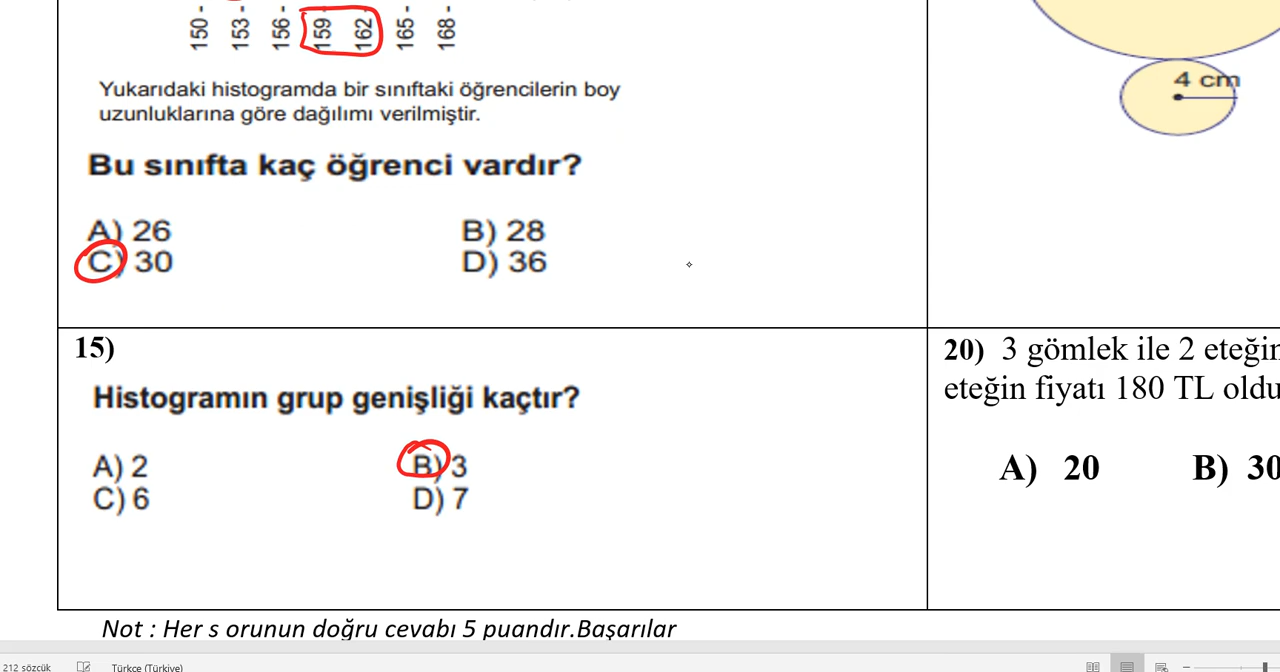 150 -
153 -
156 -
159 -
162 -
165 -
168 -
Yukarıdaki histogramda bir sınıftaki öğrencilerin boy
uzunluklarına göre dağılımı verilmiştir.
Bu sınıfta kaç öğrenci vardır?
A) 26 B) 28
C) 30 D) 36
15)
Histogramın grup genişliği kaçtır?
A) 2 B) 3
C) 6 D) 7
4 cm
20) 3 gömlek ile 2 eteğin
eteğin fiyatı 180 TL oldu
A) 20 B) 30
Not : Her s orunun doğru cevabı 5 puandır.Başarılar
212 sözcük Türkçe (Türkiye)